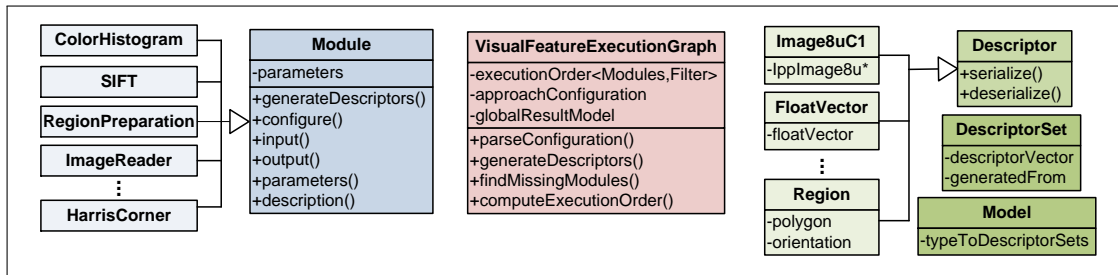 ColorHistogram
SIFT
RegionPreparation
ImageReader
⋮
HarrisCorner
Module
-parameters
+generateDescriptors()
+configure()
+input()
+output()
+parameters()
+description()
VisualFeatureExecutionGraph
-executionOrder<Modules,Filter>
-approachConfiguration
-globalResultModel
+parseConfiguration()
+generateDescriptors()
+findMissingModules()
+computeExecutionOrder()
Image8uC1
-IppImage8u*
FloatVector
-floatVector
⋮
Region
-polygon
-orientation
Descriptor
+serialize()
+deserialize()
DescriptorSet
-descriptorVector
-generatedFrom
Model
-typeToDescriptorSets